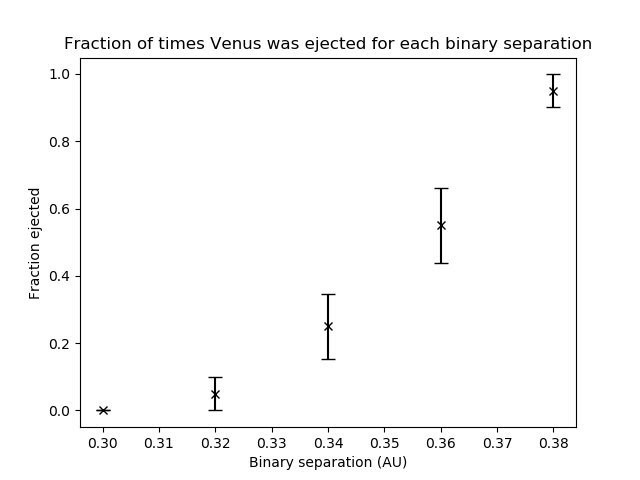 Fraction of times Venus was ejected for each binary separation
1.0
0.8
0.6
0.4
0.2
0.0
Fraction ejected
0.30 0.31 0.32 0.33 0.34 0.35 0.36 0.37 0.38
Binary separation (AU)